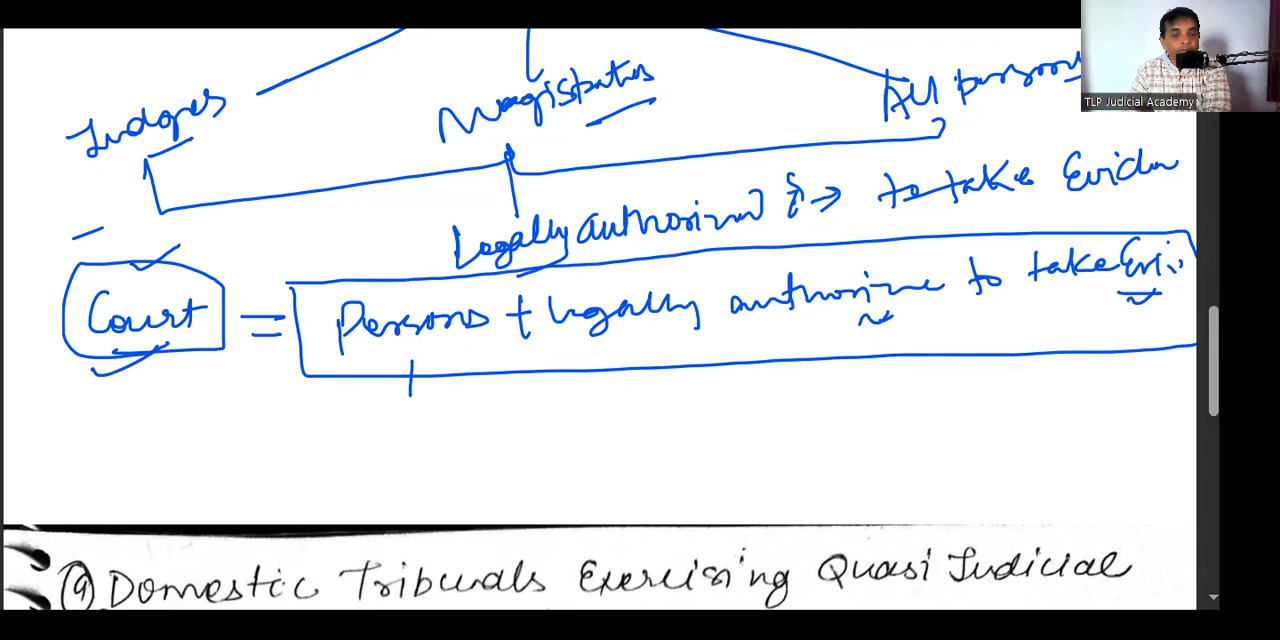 Judges
Magistrates
All persons
TLP Judicial Academy
Legally authorized → to take Eviden
Court = Persons + legally authorize to take Evi..
(9) Domestic Tribunals Exercising Quasi Judicial